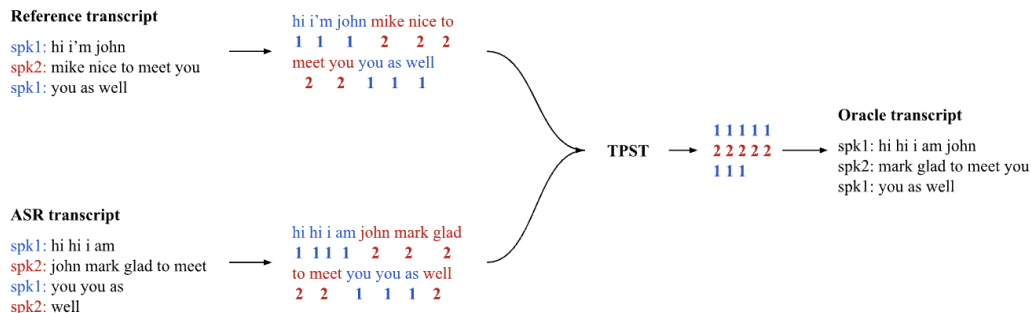 Reference transcript
spk1: hi i’m john
spk2: mike nice to meet you
spk1: you as well
hi i’m john mike nice to
1 1 1 2 2 2
meet you you as well
2 2 1 1 1
ASR transcript
spk1: hi hi i am
spk2: john mark glad to meet
spk1: you you as
spk2: well
hi hi i am john mark glad
1 1 1 1 2 2 2
to meet you you as well
2 2 1 1 1 2
TPST
1 1 1 1 1
2 2 2 2 2
1 1 1
Oracle transcript
spk1: hi hi i am john
spk2: mark glad to meet you
spk1: you as well